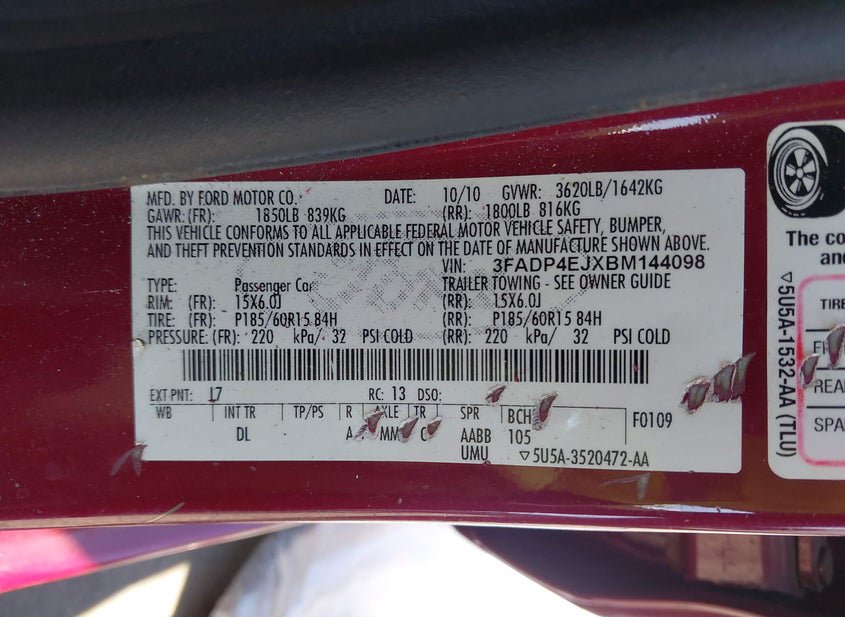 MFD. BY FORD MOTOR CO. DATE: 10/10 GVWR: 3620LB/1642KG
GAWR: (FR): 1850LB 839KG (RR): 1800LB 816KG
THIS VEHICLE CONFORMS TO ALL APPLICABLE FEDERAL MOTOR VEHICLE SAFETY, BUMPER,
AND THEFT PREVENTION STANDARDS IN EFFECT ON THE DATE OF MANUFACTURE SHOWN ABOVE.
VIN: 3FADP4EJXBM144098
TYPE: Passenger Car TRAILER TOWING - SEE OWNER GUIDE
RIM: (FR): 15X6.0J (RR): 15X6.0J
TIRE: (FR): P185/60R15 84H (RR): P185/60R15 84H
PRESSURE: (FR): 220 kPa/ 32 PSI COLD (RR): 220 kPa/ 32 PSI COLD
EXT PNT: L7 RC: 13 DSO:
WB INT TR TP/PS R AXLE TR SPR BCH F0109
DL A MM C AABB 105
UMU ▽5U5A-3520472-AA
The co
an
▽5U5A-1532-AA (TLU)
TIRE
REA
SPA